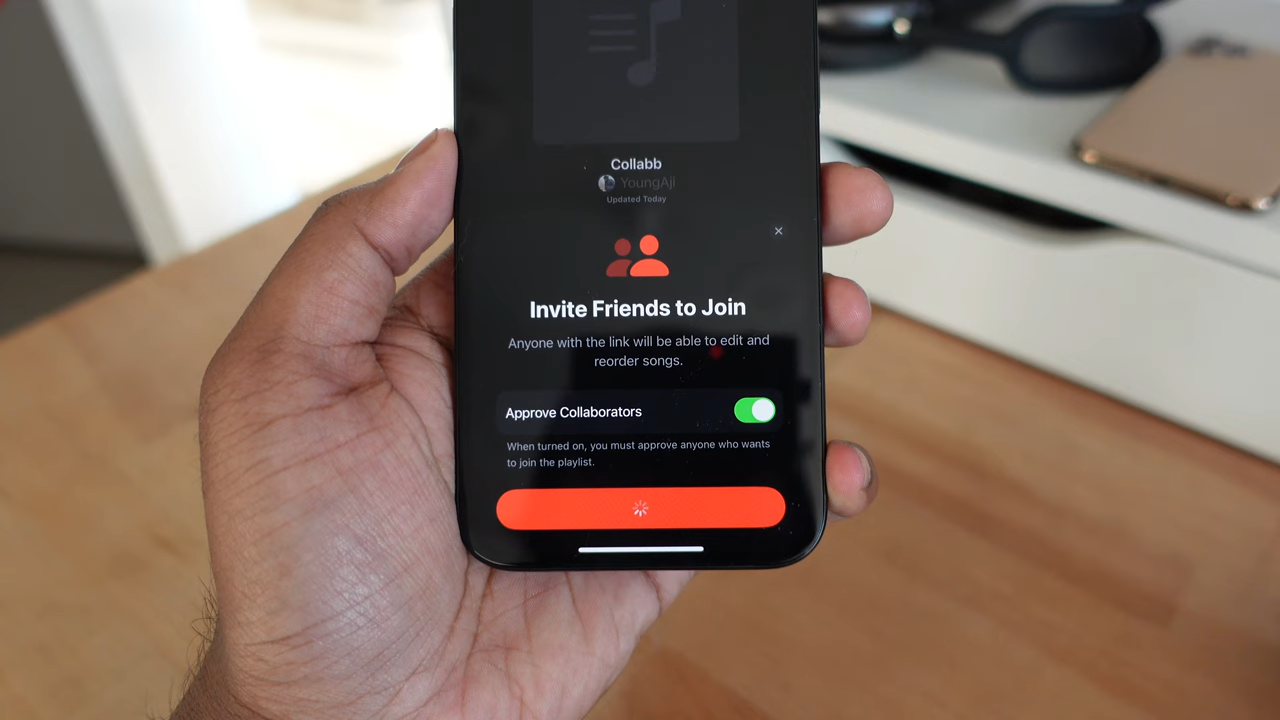 Collabb
YoungAji
Updated Today
Invite Friends to Join
Anyone with the link will be able to edit and
reorder songs.
Approve Collaborators
When turned on, you must approve anyone who wants
to join the playlist.